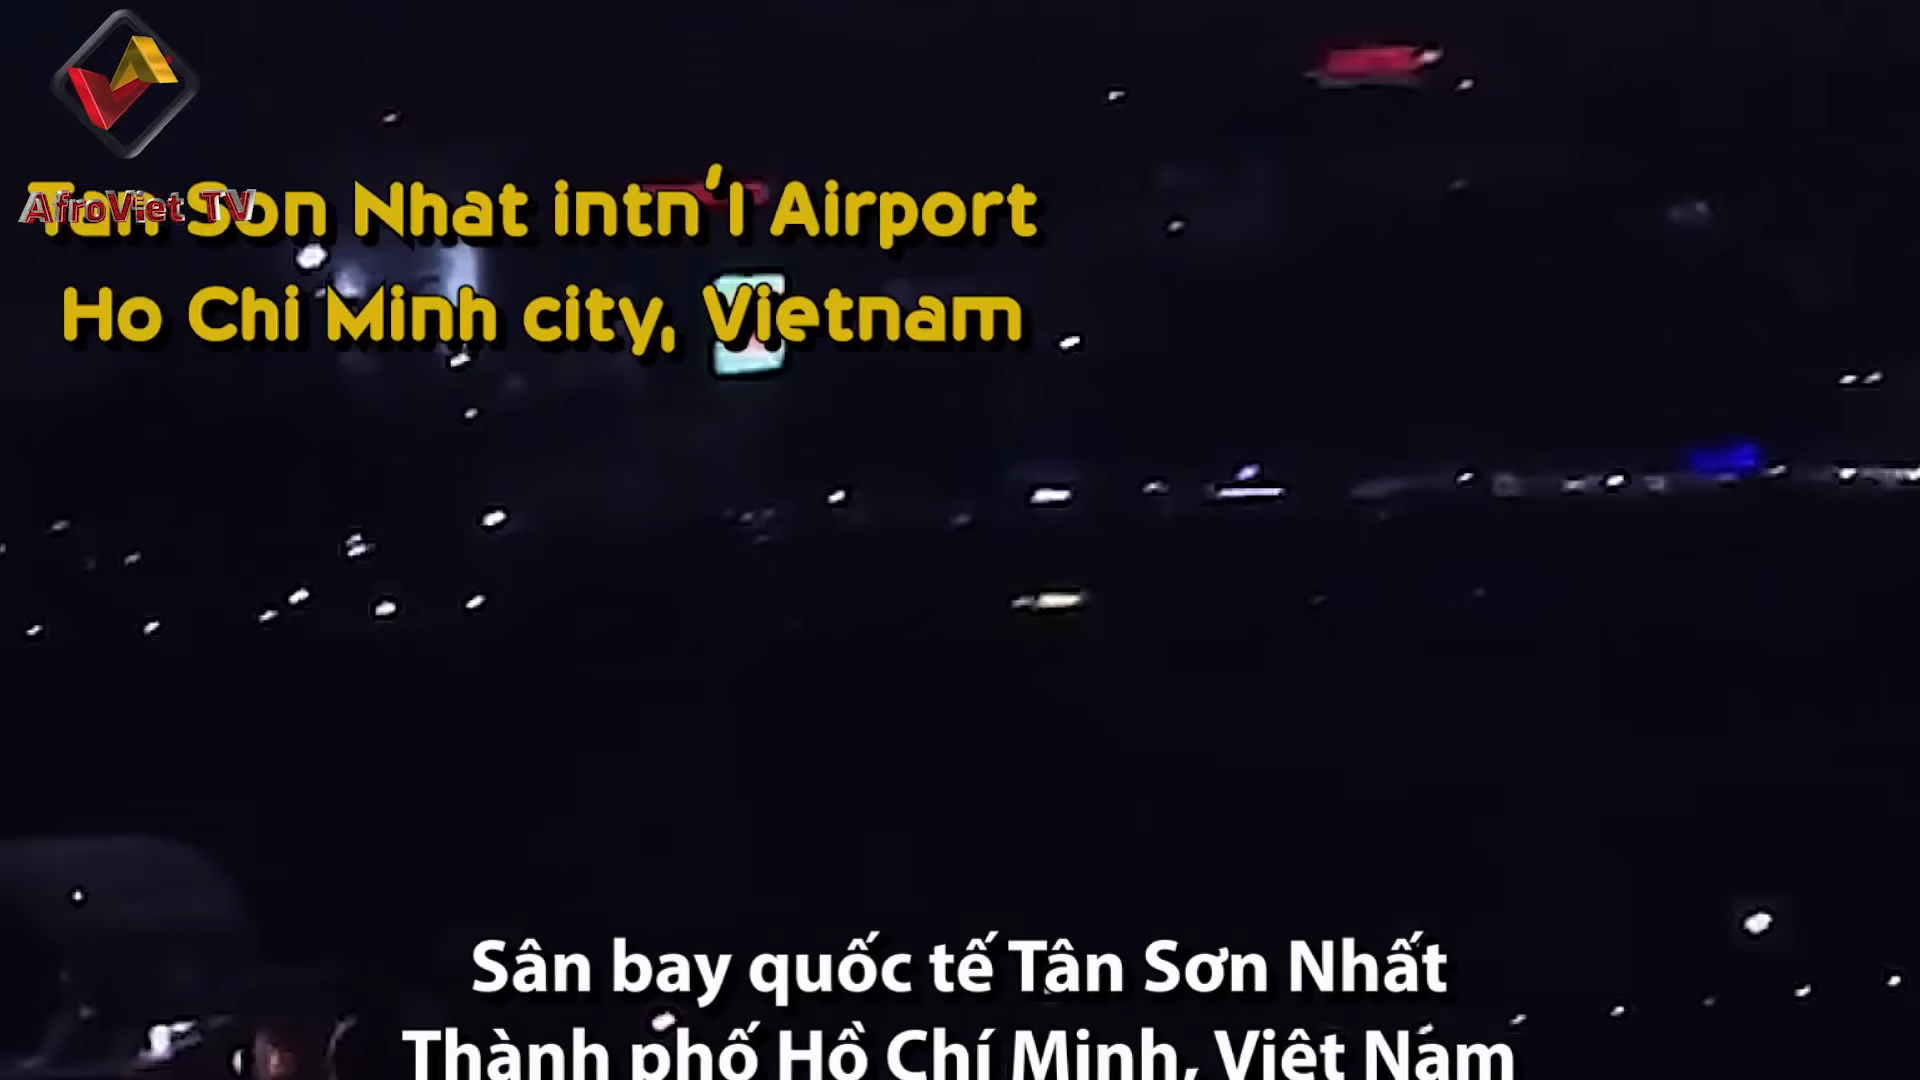 AfroViet TV
Tan Son Nhat intn'l Airport
Ho Chi Minh city, Vietnam
Sân bay quốc tế Tân Sơn Nhất
Thành phố Hồ Chí Minh, Việt Nam